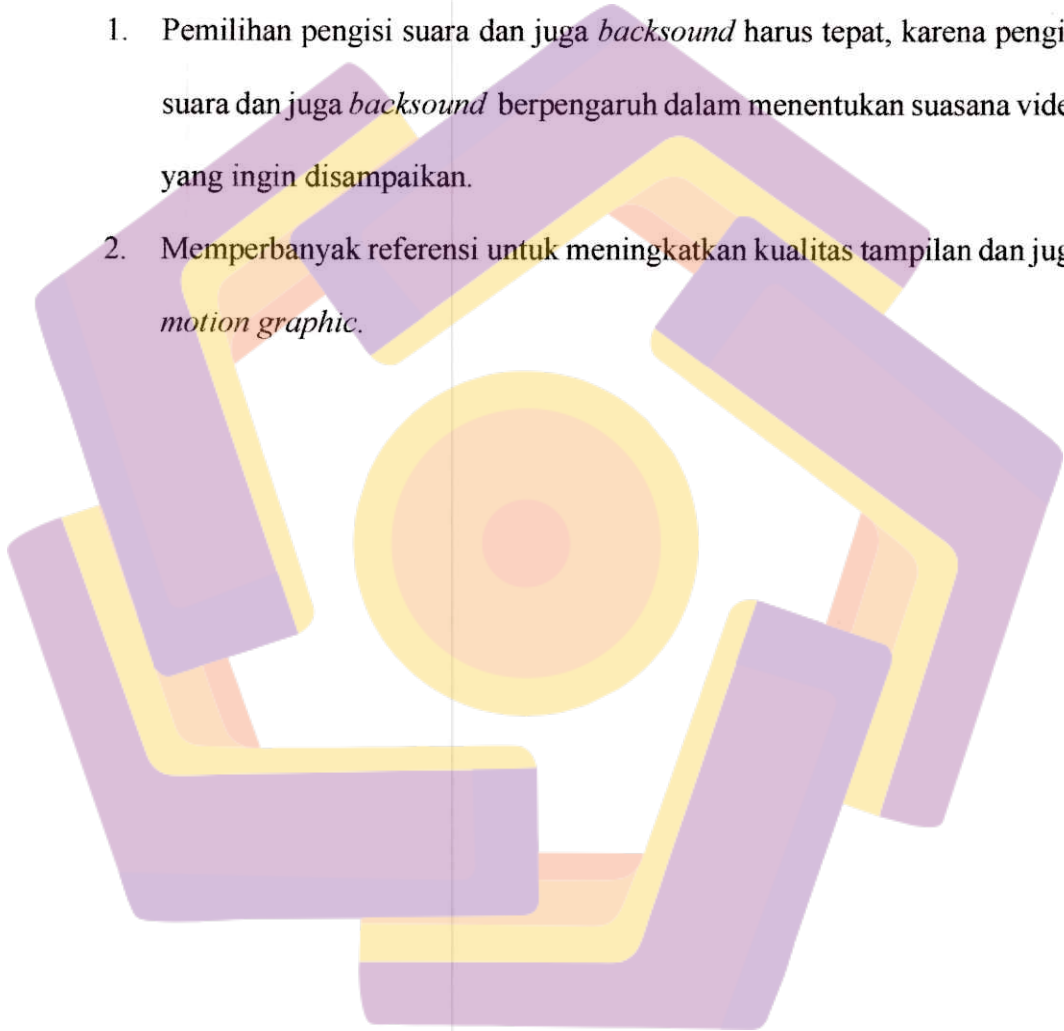 1. Pemilihan pengisi suara dan juga backsound harus tepat, karena pengi
suara dan juga backsound berpengaruh dalam menentukan suasana vide
yang ingin disampaikan.
2. Memperbanyak referensi untuk meningkatkan kualitas tampilan dan jug
motion graphic.